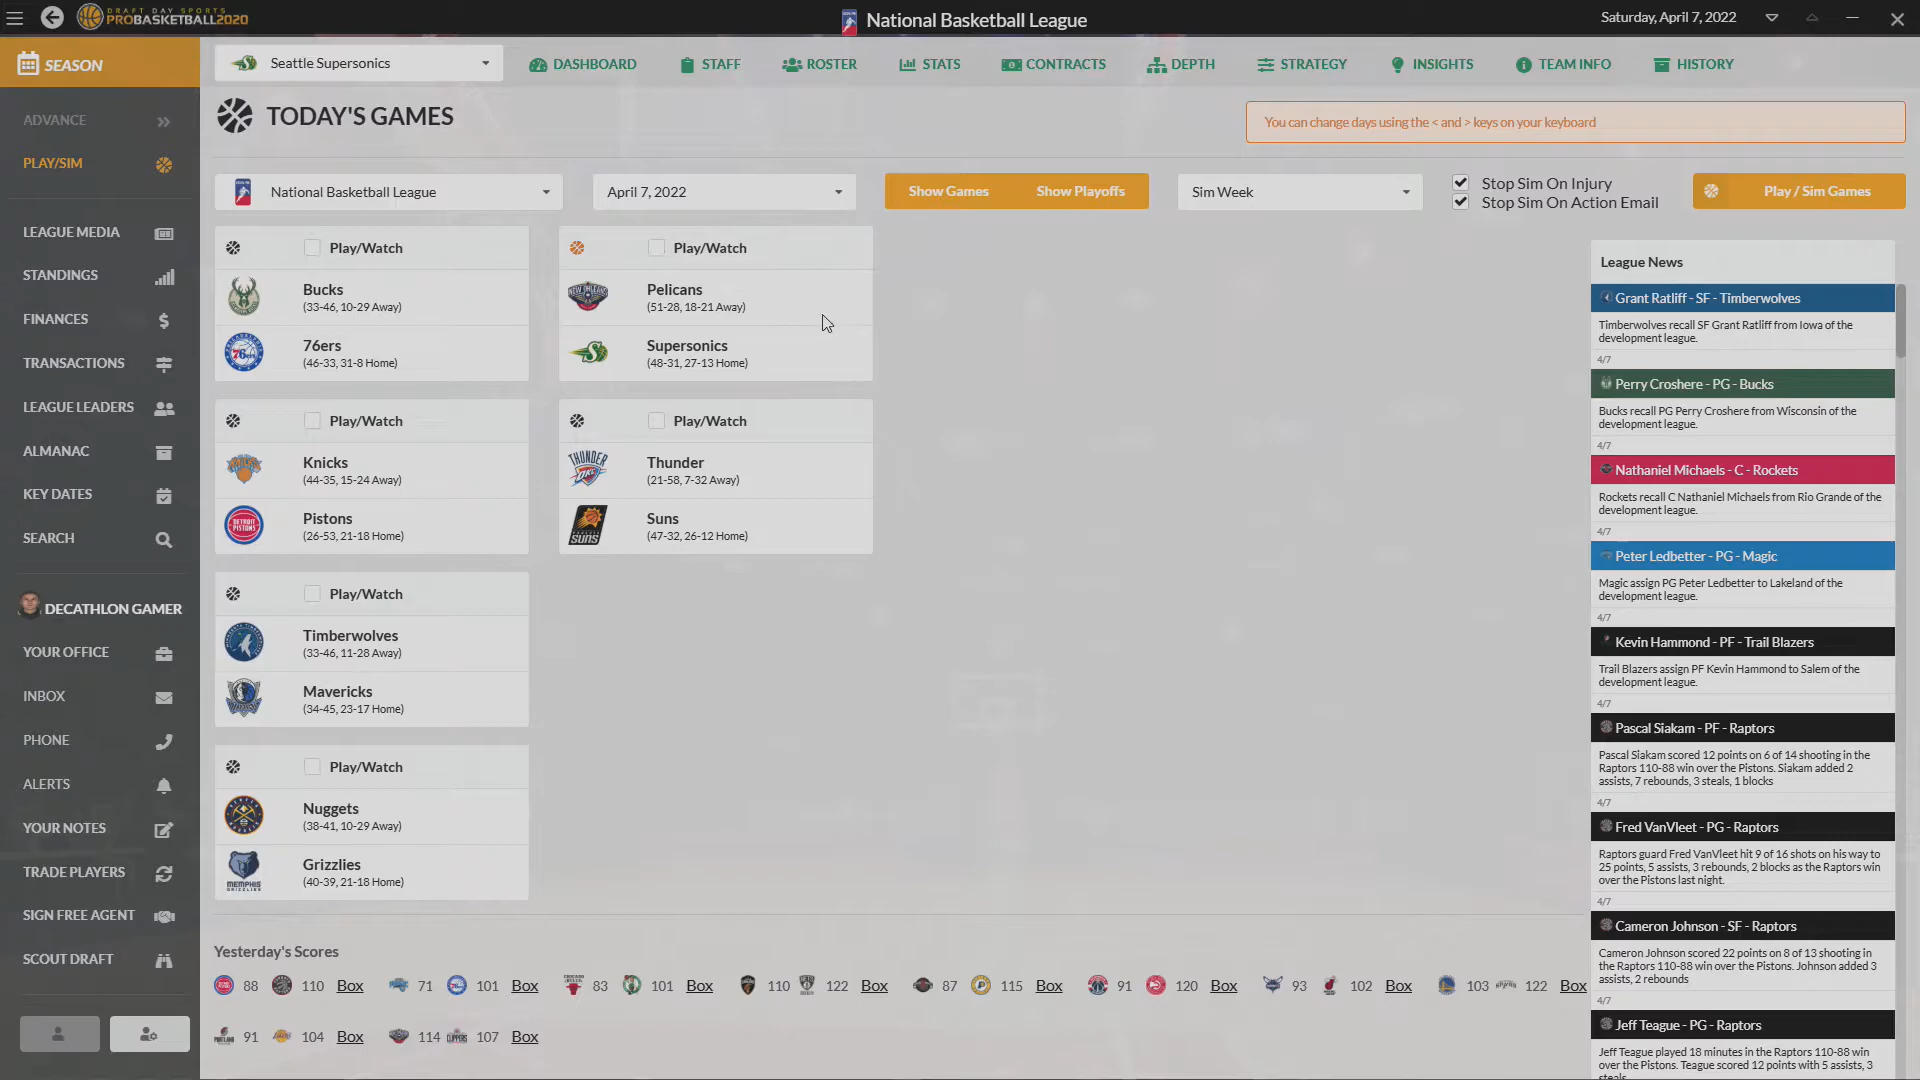 DRAFT DAY SPORTS
PROBASKETBALL2020
National Basketball League
Saturday, April 7, 2022
SEASON
Seattle Supersonics
DASHBOARD
STAFF
ROSTER
STATS
CONTRACTS
DEPTH
STRATEGY
INSIGHTS
TEAM INFO
HISTORY
ADVANCE
PLAY/SIM
LEAGUE MEDIA
STANDINGS
FINANCES
TRANSACTIONS
LEAGUE LEADERS
ALMANAC
KEY DATES
SEARCH
DECATHLON GAMER
YOUR OFFICE
INBOX
PHONE
ALERTS
YOUR NOTES
TRADE PLAYERS
SIGN FREE AGENT
SCOUT DRAFT
TODAY'S GAMES
You can change days using the < and > keys on your keyboard
National Basketball League
April 7, 2022
Show Games
Show Playoffs
Sim Week
Stop Sim On Injury
Stop Sim On Action Email
Play / Sim Games
Play/Watch
Bucks
(33-46, 10-29 Away)
76ers
(46-33, 31-8 Home)
Play/Watch
Pelicans
(51-28, 18-21 Away)
Supersonics
(48-31, 27-13 Home)
Play/Watch
Knicks
(44-35, 15-24 Away)
Pistons
(26-53, 21-18 Home)
Play/Watch
Thunder
(21-58, 7-32 Away)
Suns
(47-32, 26-12 Home)
Play/Watch
Timberwolves
(33-46, 11-28 Away)
Mavericks
(34-45, 23-17 Home)
Play/Watch
Nuggets
(38-41, 10-29 Away)
Grizzlies
(40-39, 21-18 Home)
League News
Grant Ratliff - SF - Timberwolves
Timberwolves recall SF Grant Ratliff from Iowa of the
development league.
4/7
Perry Croshere - PG - Bucks
Bucks recall PG Perry Croshere from Wisconsin of the
development league.
4/7
Nathaniel Michaels - C - Rockets
Rockets recall C Nathaniel Michaels from Rio Grande of the
development league.
4/7
Peter Ledbetter - PG - Magic
Magic assign PG Peter Ledbetter to Lakeland of the
development league.
4/7
Kevin Hammond - PF - Trail Blazers
Trail Blazers assign PF Kevin Hammond to Salem of the
development league.
4/7
Pascal Siakam - PF - Raptors
Pascal Siakam scored 12 points on 6 of 14 shooting in the
Raptors 110-88 win over the Pistons. Siakam added 2
assists, 7 rebounds, 3 steals, 1 blocks
4/7
Fred VanVleet - PG - Raptors
Raptors guard Fred VanVleet hit 9 of 16 shots on his way to
25 points, 5 assists, 3 rebounds, 2 blocks as the Raptors win
over the Pistons last night.
4/7
Cameron Johnson - SF - Raptors
Cameron Johnson scored 22 points on 8 of 13 shooting in
the Raptors 110-88 win over the Pistons. Johnson added 3
assists, 2 rebounds
4/7
Jeff Teague - PG - Raptors
Jeff Teague played 18 minutes in the Raptors 110-88 win
over the Pistons. Teague scored 12 points with 5 assists, 3
steals
Yesterday's Scores
88 110 Box 71 101 Box 83 101 Box 110 122 Box 87 115 Box 91 120 Box 93 102 Box 103 122 Box
91 104 Box 114 107 Box